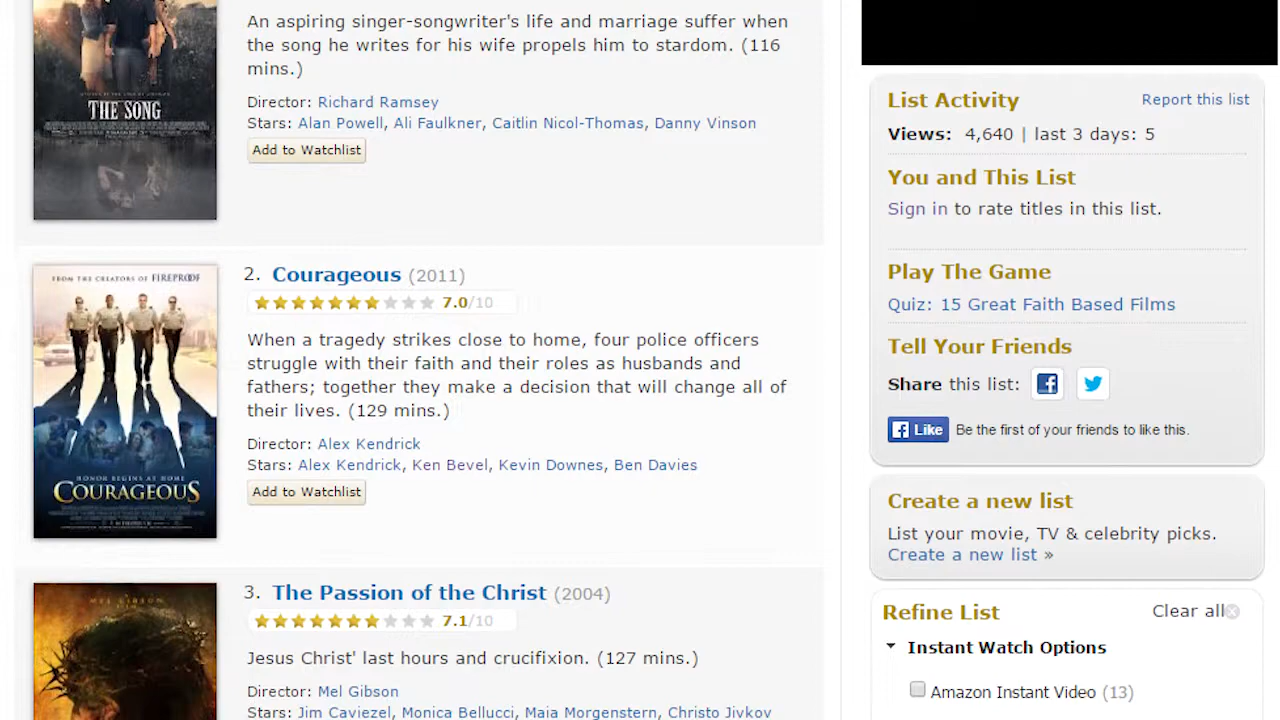 An aspiring singer-songwriter's life and marriage suffer when
the song he writes for his wife propels him to stardom. (116
mins.)
Director: Richard Ramsey
Stars: Alan Powell, Ali Faulkner, Caitlin Nicol-Thomas, Danny Vinson
Add to Watchlist
THE SONG
2. Courageous (2011)
7.0/10
When a tragedy strikes close to home, four police officers
struggle with their faith and their roles as husbands and
fathers; together they make a decision that will change all of
their lives. (129 mins.)
Director: Alex Kendrick
Stars: Alex Kendrick, Ken Bevel, Kevin Downes, Ben Davies
Add to Watchlist
FROM THE CREATORS OF FIREPROOF
HONOR BEGINS AT HOME
COURAGEOUS
3. The Passion of the Christ (2004)
7.1/10
Jesus Christ' last hours and crucifixion. (127 mins.)
Director: Mel Gibson
Stars: Jim Caviezel, Monica Bellucci, Maia Morgenstern, Christo Jivkov
List Activity
Report this list
Views: 4,640 | last 3 days: 5
You and This List
Sign in to rate titles in this list.
Play The Game
Quiz: 15 Great Faith Based Films
Tell Your Friends
Share this list:
Like Be the first of your friends to like this.
Create a new list
List your movie, TV & celebrity picks.
Create a new list »
Refine List
Clear all
Instant Watch Options
Amazon Instant Video (13)